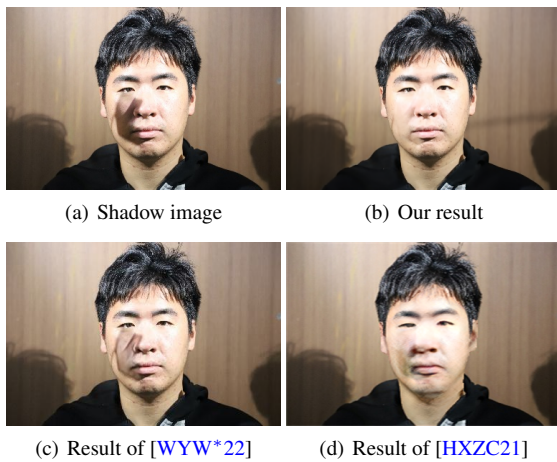 (a) Shadow image
(b) Our result
(c) Result of [WYW*22]
(d) Result of [HXZC21]